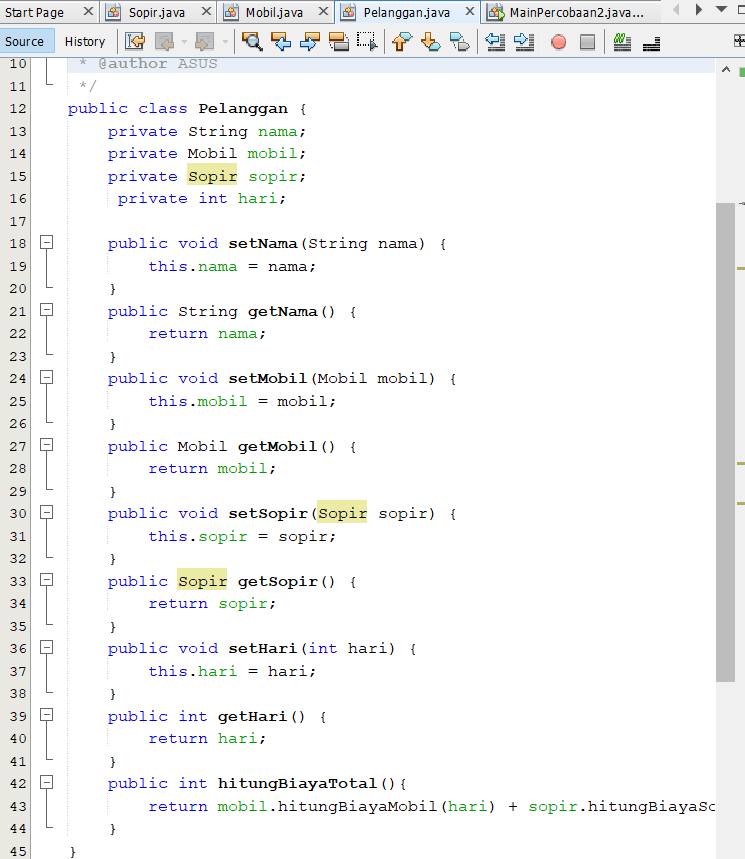 Start Page Sopir.java Mobil.java Pelanggan.java MainPercobaan2.java...
Source History
10 * @author ASUS
11 */
12 public class Pelanggan {
13 private String nama;
14 private Mobil mobil;
15 private Sopir sopir;
16 private int hari;
17
18 public void setNama(String nama) {
19 this.nama = nama;
20 }
21 public String getNama() {
22 return nama;
23 }
24 public void setMobil(Mobil mobil) {
25 this.mobil = mobil;
26 }
27 public Mobil getMobil() {
28 return mobil;
29 }
30 public void setSopir(Sopir sopir) {
31 this.sopir = sopir;
32 }
33 public Sopir getSopir() {
34 return sopir;
35 }
36 public void setHari(int hari) {
37 this.hari = hari;
38 }
39 public int getHari() {
40 return hari;
41 }
42 public int hitungBiayaTotal(){
43 return mobil.hitungBiayaMobil(hari) + sopir.hitungBiayaSo
44 }
45 }